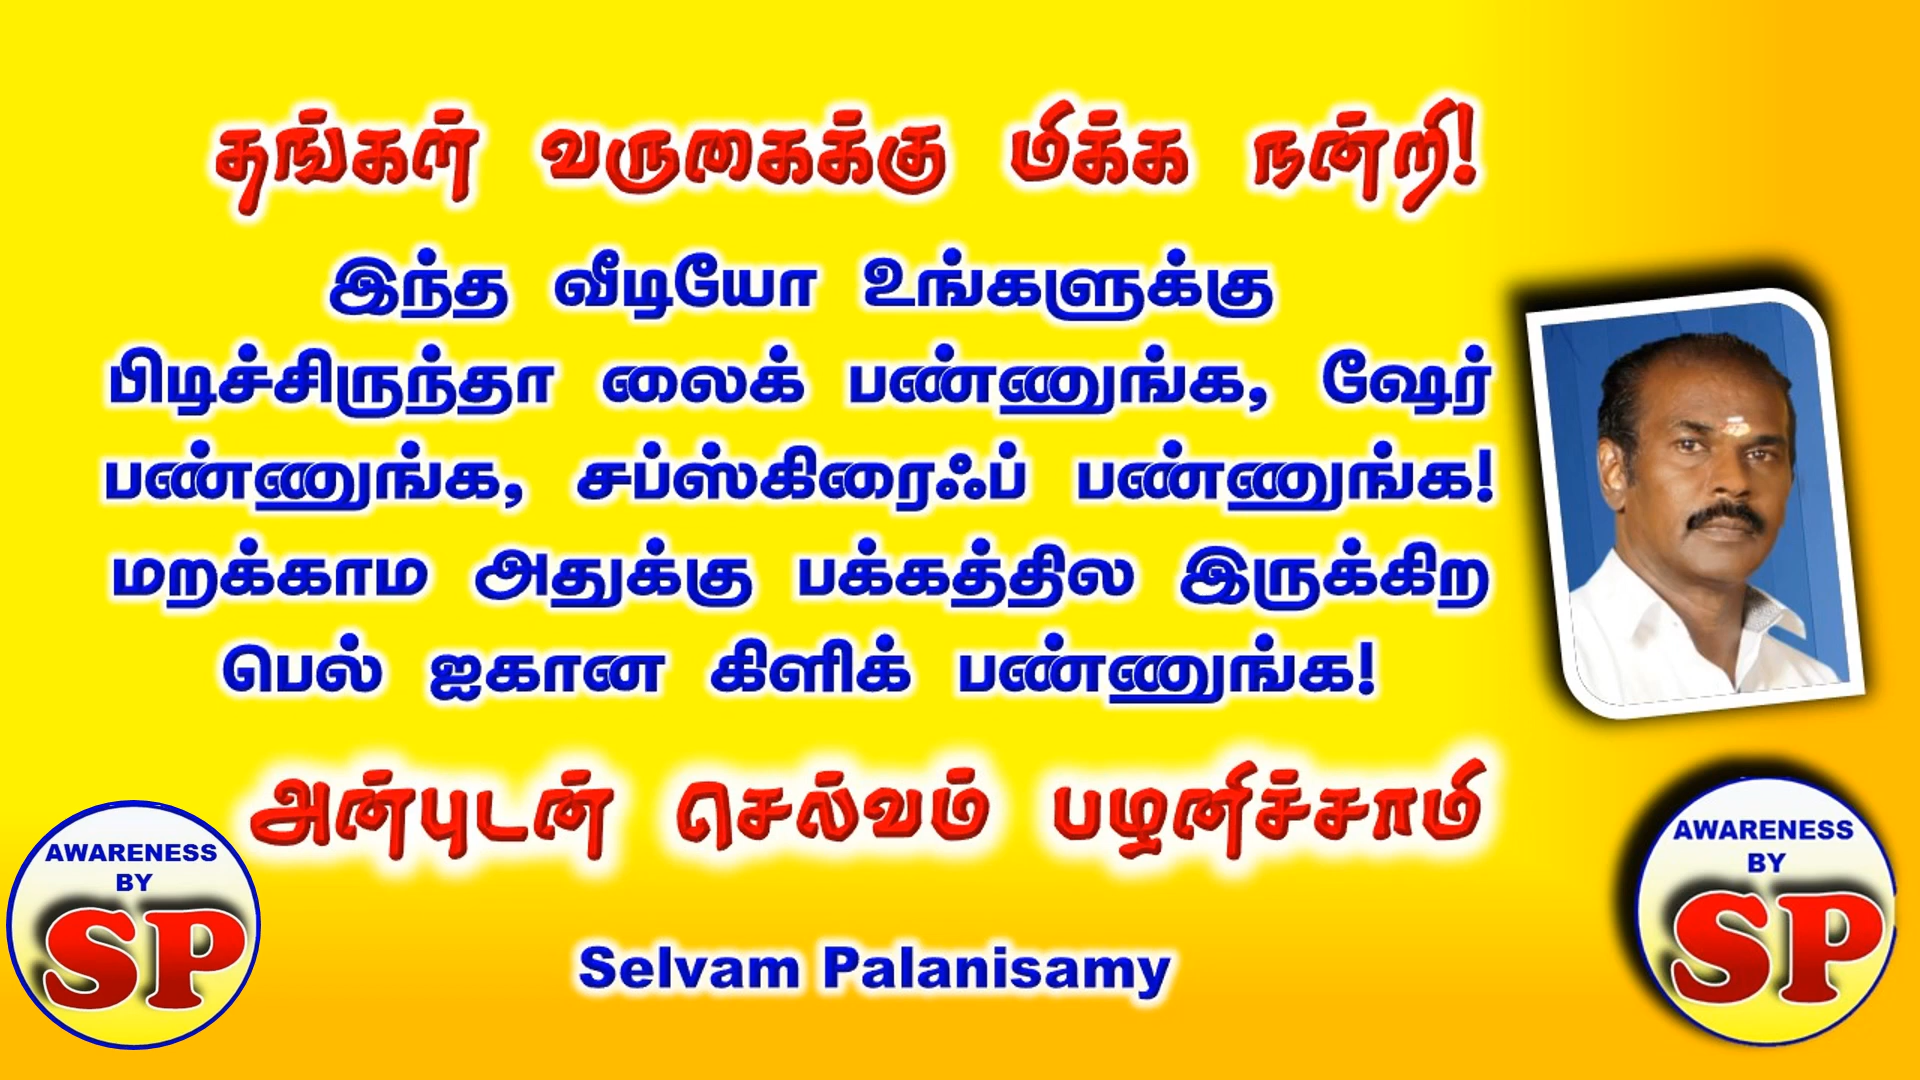 தங்கள் வருகைக்கு மிக்க நன்றி!
இந்த வீடியோ உங்களுக்கு
பிடிச்சிருந்தா லைக் பண்ணுங்க, ஷேர்
பண்ணுங்க, சப்ஸ்கிரைஃப் பண்ணுங்க!
மறக்காம அதுக்கு பக்கத்தில இருக்கிற
பெல் ஐகான கிளிக் பண்ணுங்க!
அன்புடன் செல்வம் பழனிச்சாமி
Selvam Palanisamy
AWARENESS
BY
SP
AWARENESS
BY
SP